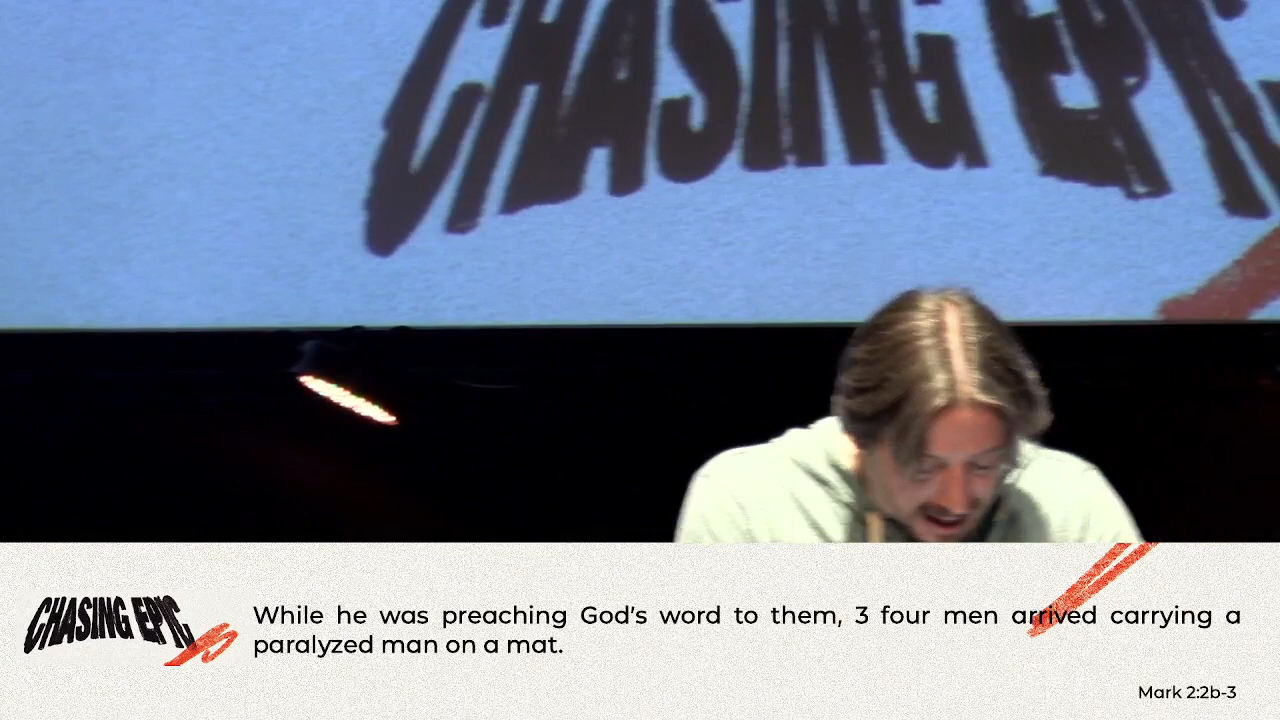 CHASING EPIC
CHASING EPIC
While he was preaching God's word to them, 3 four men arrived carrying a
paralyzed man on a mat.
Mark 2:2b-3